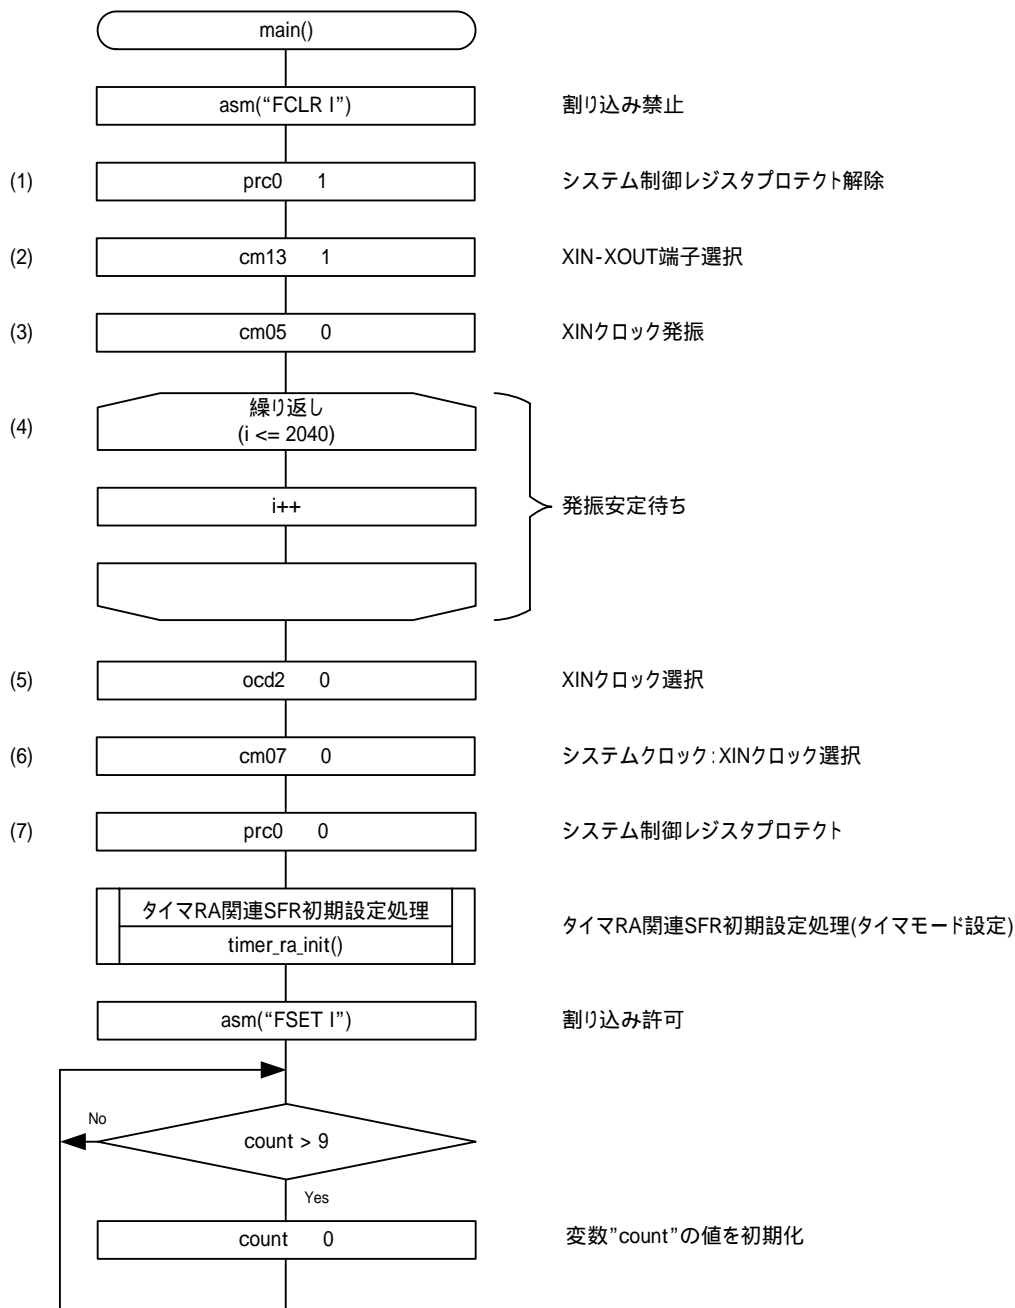 main()
asm(“FCLR I”) 割り込み禁止
(1) prc0 1 システム制御レジスタプロテクト解除
(2) cm13 1 XIN-XOUT端子選択
(3) cm05 0 XINクロック発振
(4) 繰り返し
(i <= 2040)
i++ 発振安定待ち
(5) ocd2 0 XINクロック選択
(6) cm07 0 システムクロック:XINクロック選択
(7) prc0 0 システム制御レジスタプロテクト
タイマRA関連SFR初期設定処理
timer_ra_init() タイマRA関連SFR初期設定処理(タイマモード設定)
asm(“FSET I”) 割り込み許可
No
count > 9
Yes
count 0 変数”count”の値を初期化